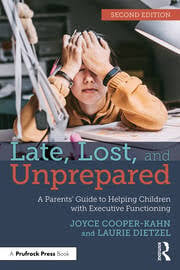 SECOND EDITION
Late, Lost, and
Unprepared
A Parents' Guide to Helping Children
with Executive Functioning
JOYCE COOPER-KAHN
and LAURIE DIETZEL
A Prufrock Press Book
R
Routledge